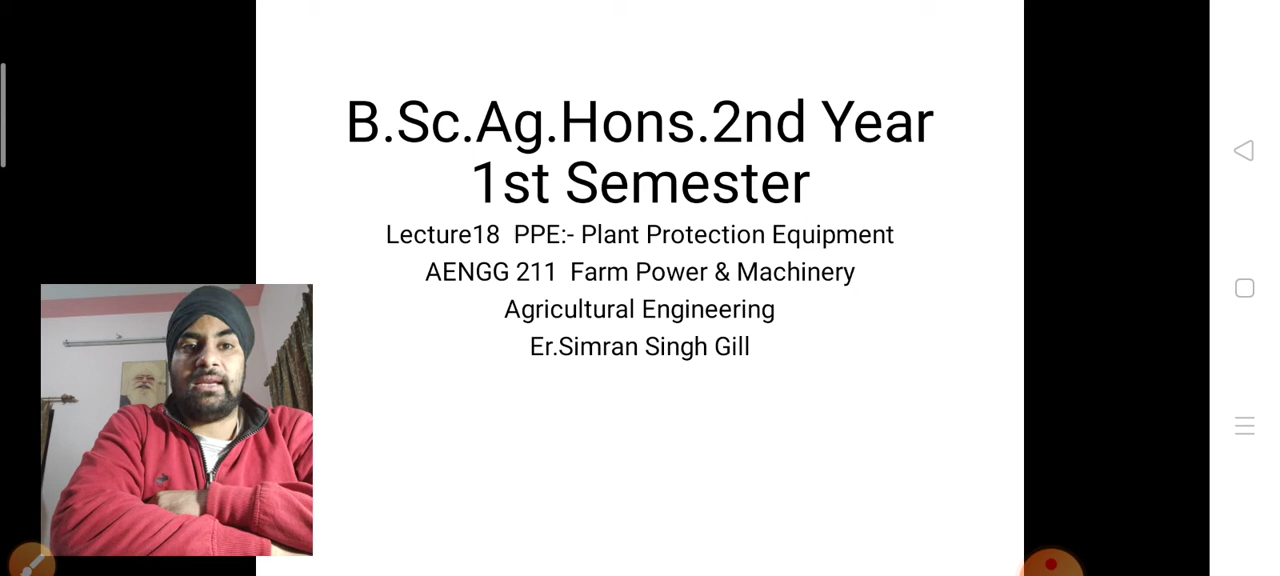 B.Sc.Ag.Hons.2nd Year
1st Semester
Lecture18 PPE:- Plant Protection Equipment
AENGG 211 Farm Power & Machinery
Agricultural Engineering
Er.Simran Singh Gill